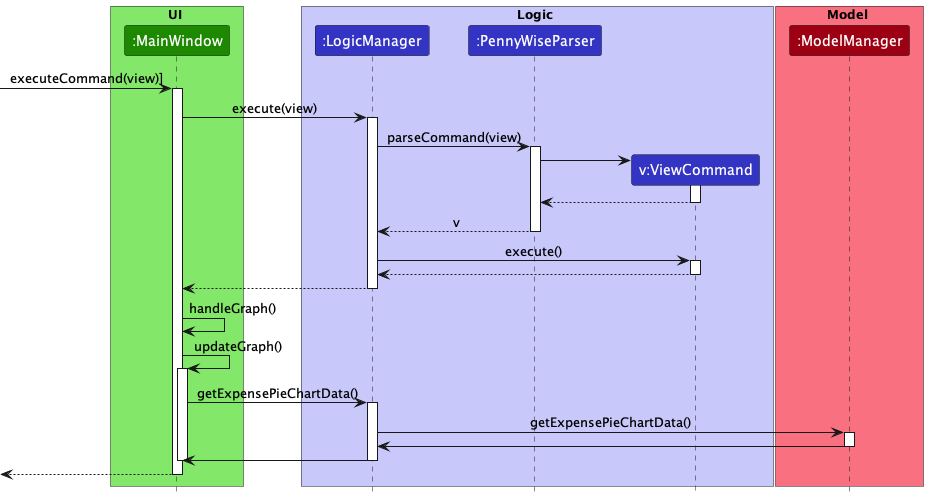 UI
Logic
Model
:MainWindow
:LogicManager
:PennyWiseParser
:ModelManager
executeCommand(view)]
execute(view)
parseCommand(view)
v:ViewCommand
v
execute()
handleGraph()
updateGraph()
getExpensePieChartData()
getExpensePieChartData()